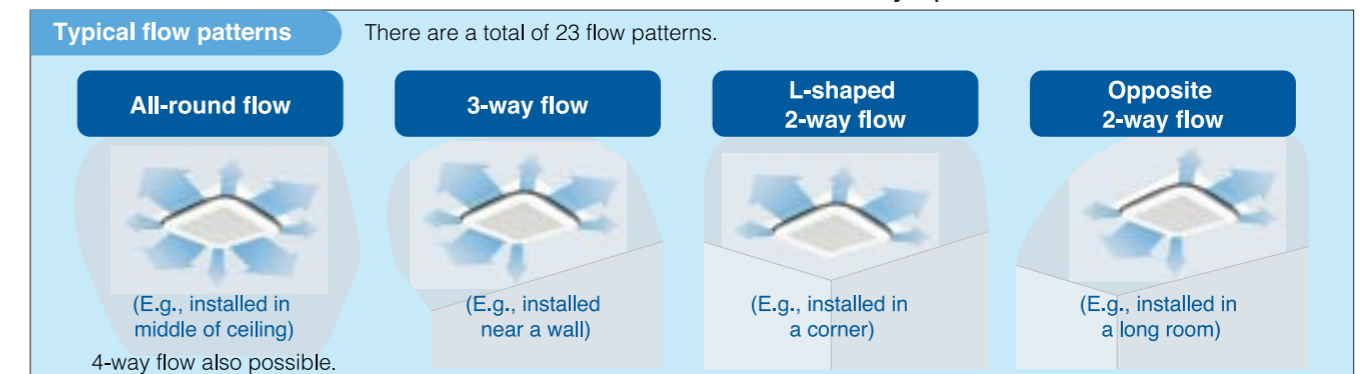 Typical flow patterns
There are a total of 23 flow patterns.
All-round flow
(E.g., installed in
middle of ceiling)
4-way flow also possible.
3-way flow
(E.g., installed
near a wall)
L-shaped
2-way flow
(E.g., installed in
a corner)
Opposite
2-way flow
(E.g., installed in
a long room)